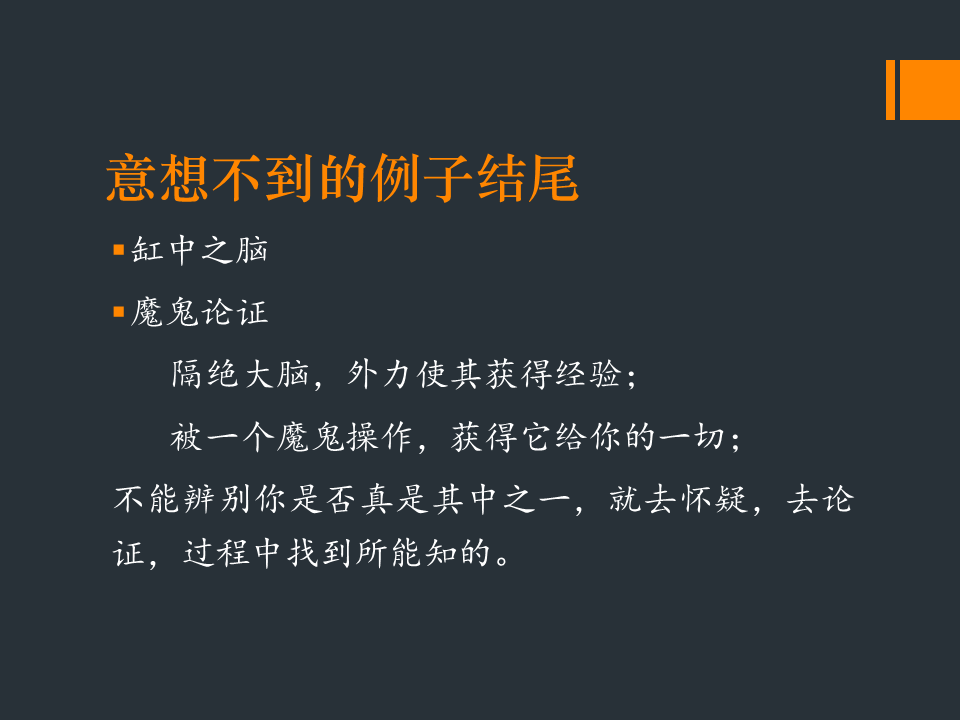 意想不到的例子结尾
▪缸中之脑
▪魔鬼论证
隔绝大脑，外力使其获得经验；
被一个魔鬼操作，获得它给你的一切；
不能辨别你是否真是其中之一，就去怀疑，去论
证，过程中找到所能知的。